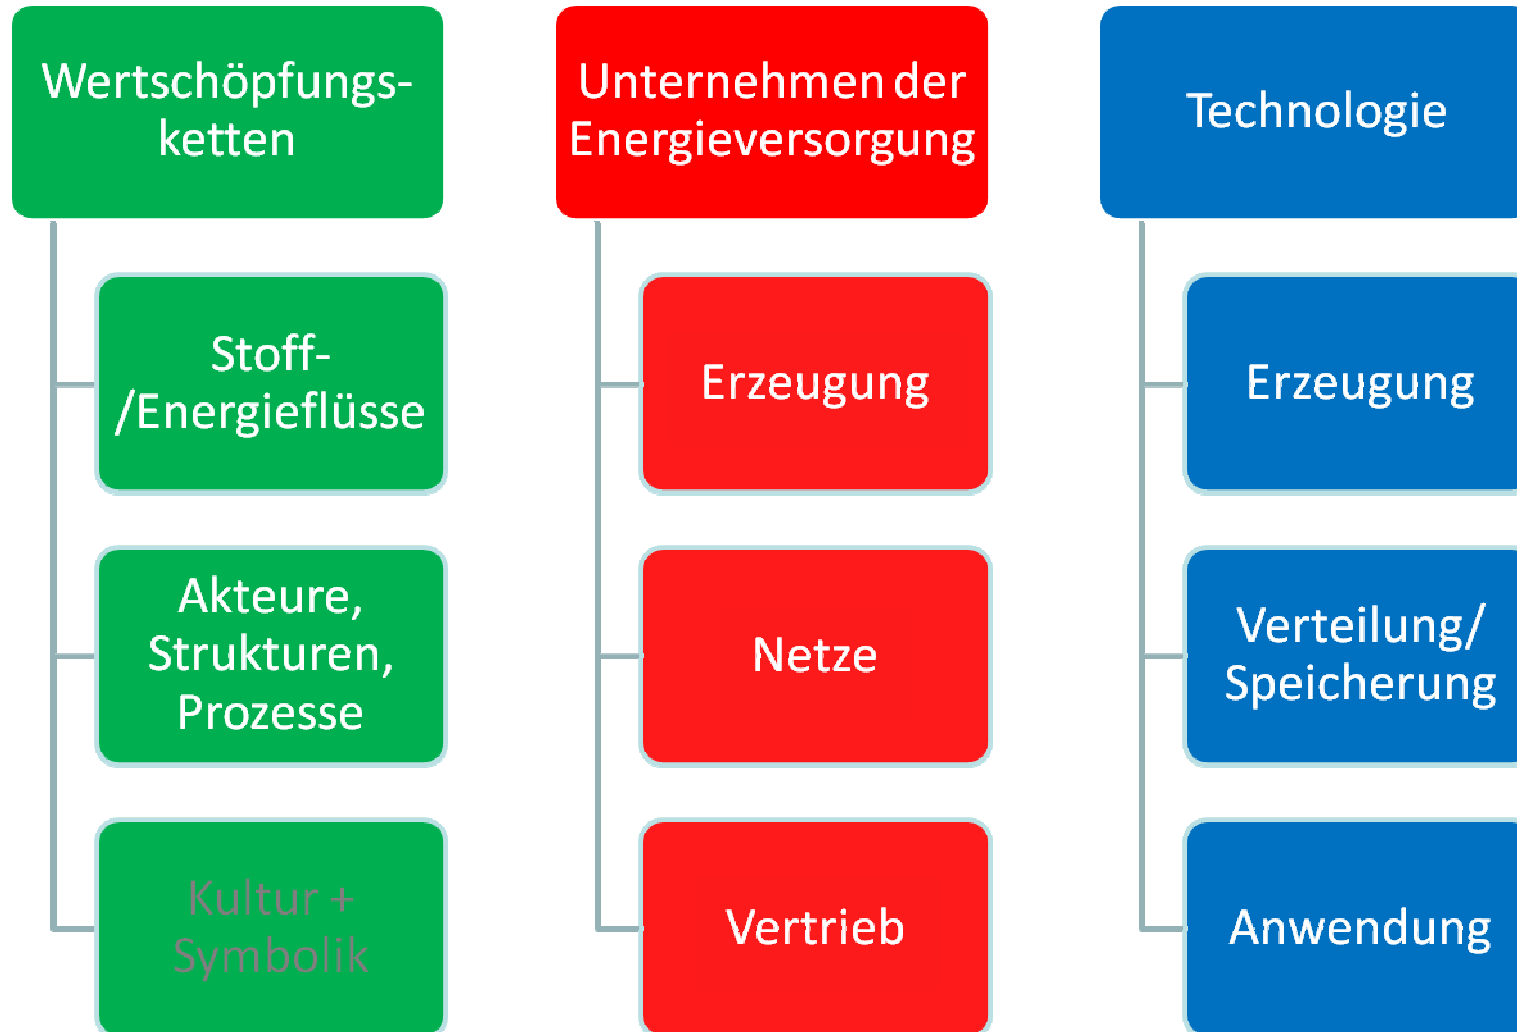 Wertschöpfungs-
ketten
Stoff-
/Energieflüsse
Akteure,
Strukturen,
Prozesse
Kultur +
Symbolik
Unternehmen der
Energieversorgung
Erzeugung
Netze
Vertrieb
Technologie
Erzeugung
Verteilung/
Speicherung
Anwendung